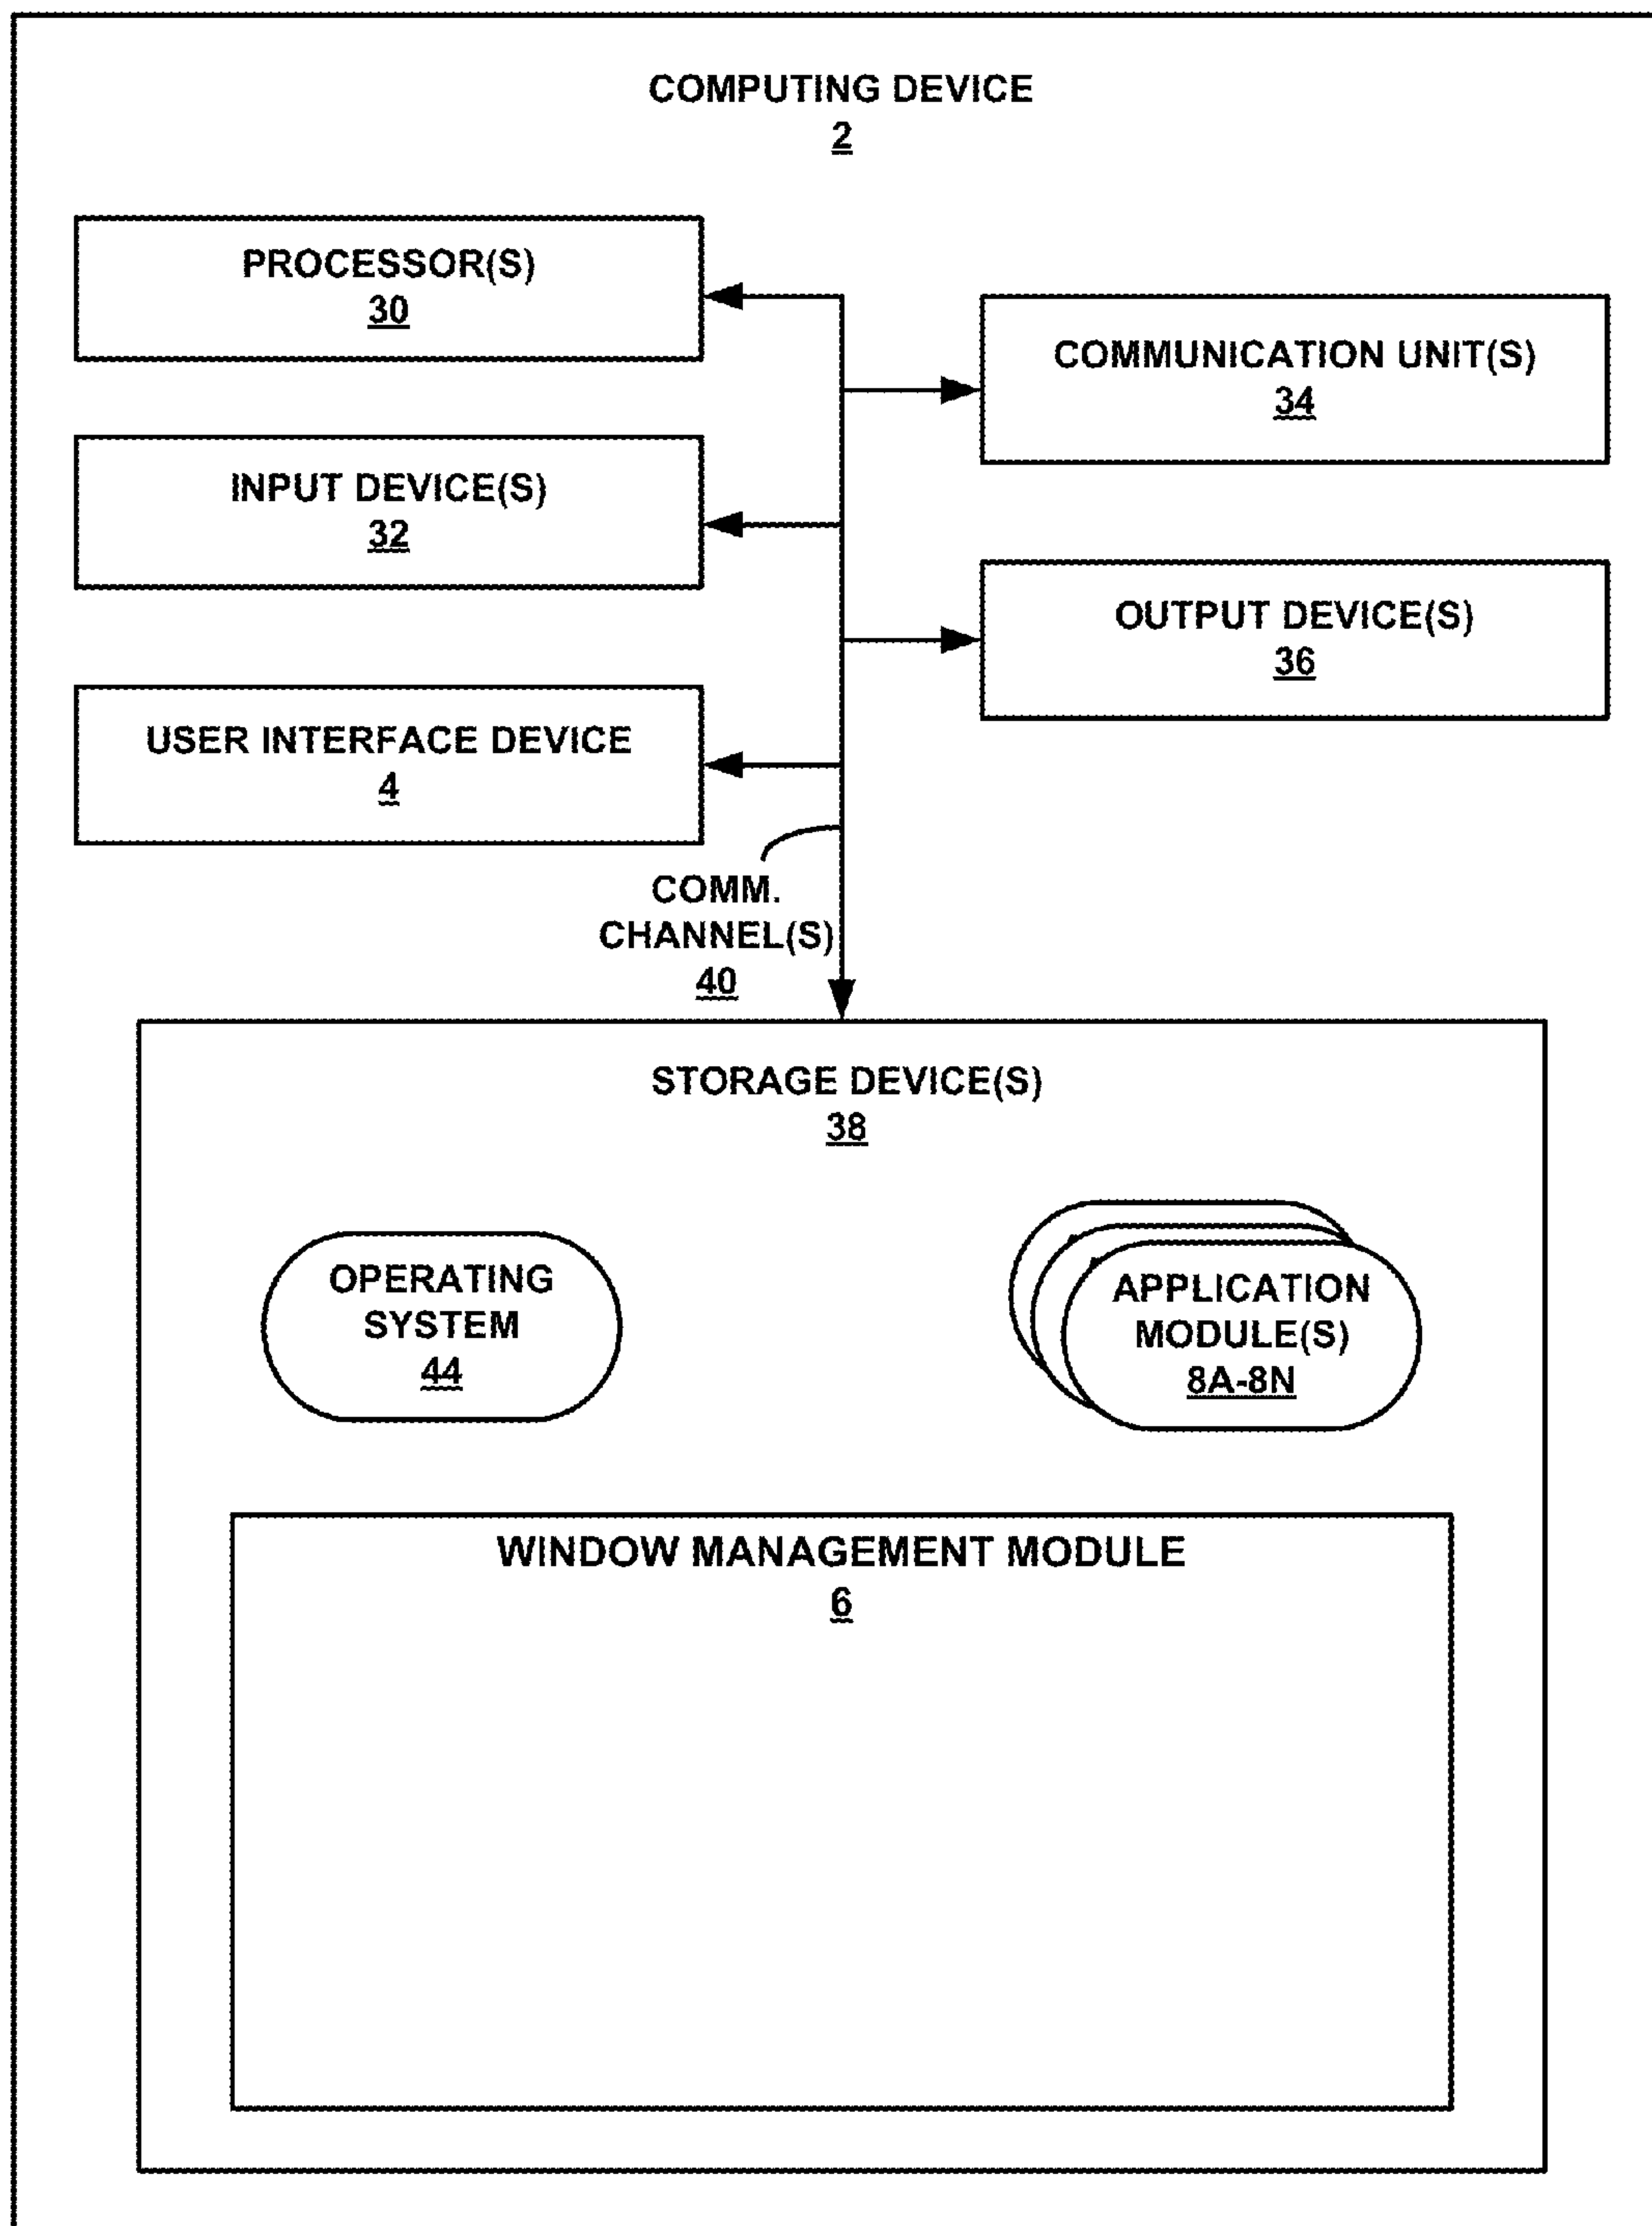 COMPUTING DEVICE
2
PROCESSOR(S)
30
COMMUNICATION UNIT(S)
34
INPUT DEVICE(S)
32
OUTPUT DEVICE(S)
36
USER INTERFACE DEVICE
4
COMM.
CHANNEL(S)
40
STORAGE DEVICE(S)
38
OPERATING
SYSTEM
44
APPLICATION
MODULE(S)
8A-8N
WINDOW MANAGEMENT MODULE
6